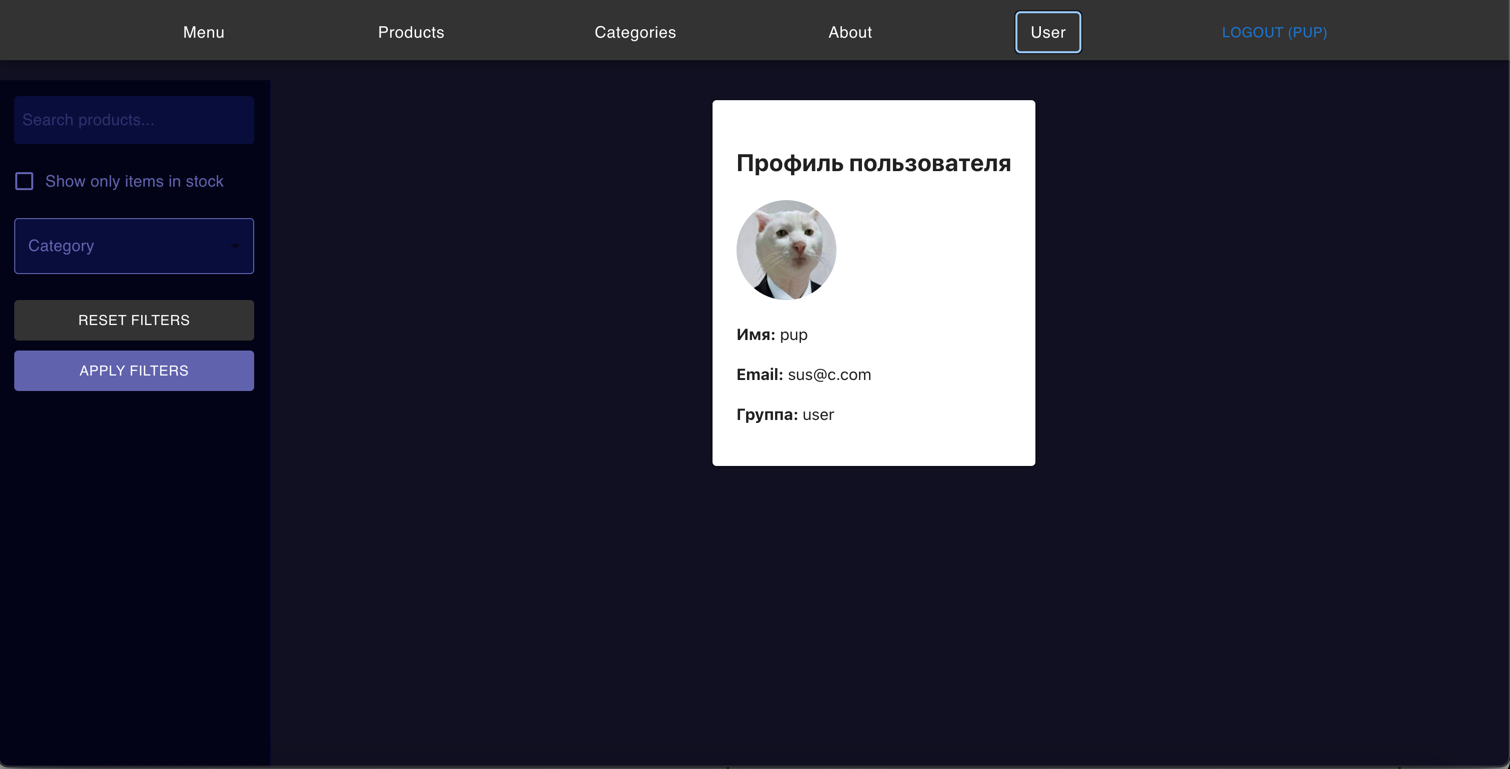 Menu
Products
Categories
About
User
LOGOUT (PUP)
Search products...
Show only items in stock
Category
RESET FILTERS
APPLY FILTERS
Профиль пользователя
Имя: pup
Email: sus@c.com
Группа: user